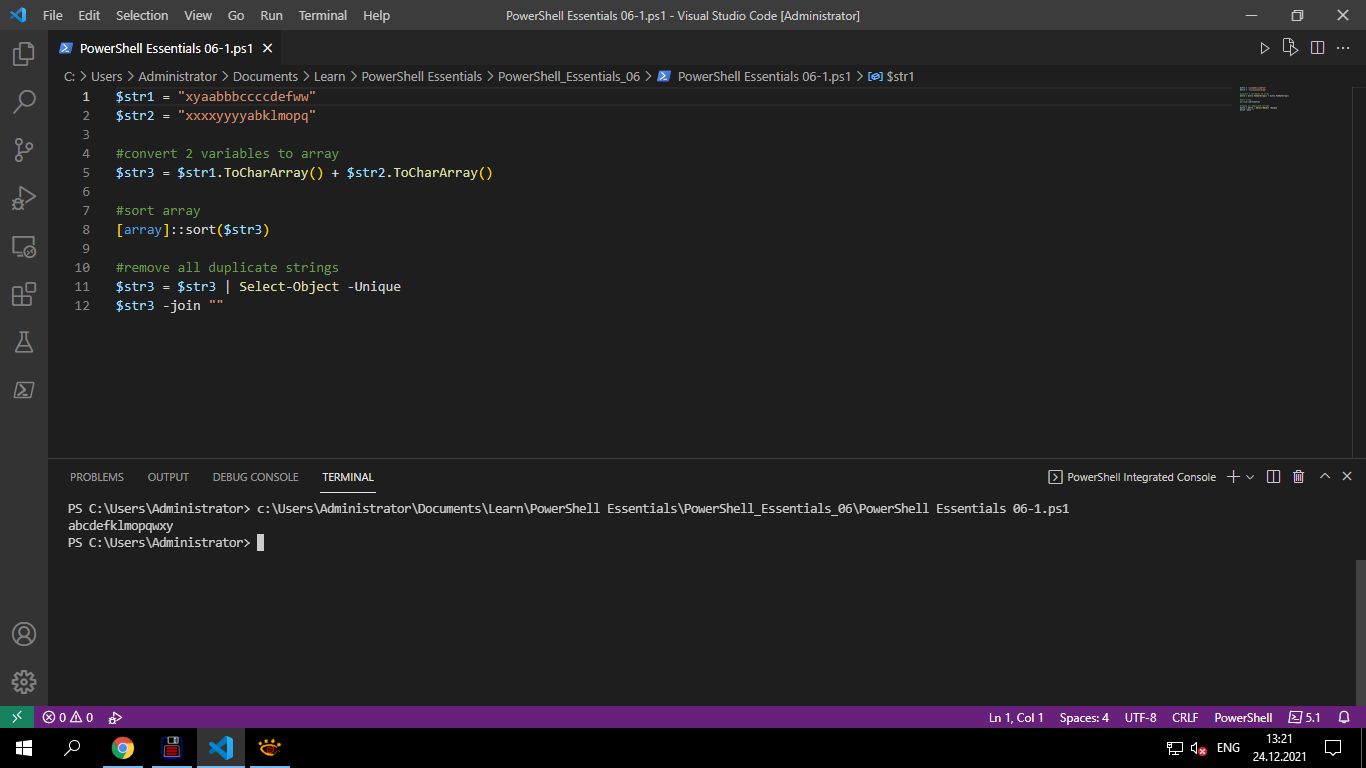 File Edit Selection View Go Run Terminal Help PowerShell Essentials 06-1.ps1 - Visual Studio Code [Administrator]
PowerShell Essentials 06-1.ps1
C: > Users > Administrator > Documents > Learn > PowerShell Essentials > PowerShell_Essentials_06 > PowerShell Essentials 06-1.ps1 > $str1
1 $str1 = "xyaabbbccccdefww"
2 $str2 = "xxxxyyyyabklmopq"
3
4 #convert 2 variables to array
5 $str3 = $str1.ToCharArray() + $str2.ToCharArray()
6
7 #sort array
8 [array]::sort($str3)
9
10 #remove all duplicate strings
11 $str3 = $str3 | Select-Object -Unique
12 $str3 -join ""
PROBLEMS OUTPUT DEBUG CONSOLE TERMINAL PowerShell Integrated Console
PS C:\Users\Administrator> c:\Users\Administrator\Documents\Learn\PowerShell Essentials\PowerShell_Essentials_06\PowerShell Essentials 06-1.ps1
abcdefklmopqwxy
PS C:\Users\Administrator>
0 0 Ln 1, Col 1 Spaces: 4 UTF-8 CRLF PowerShell 5.1
ENG 13:21
24.12.2021